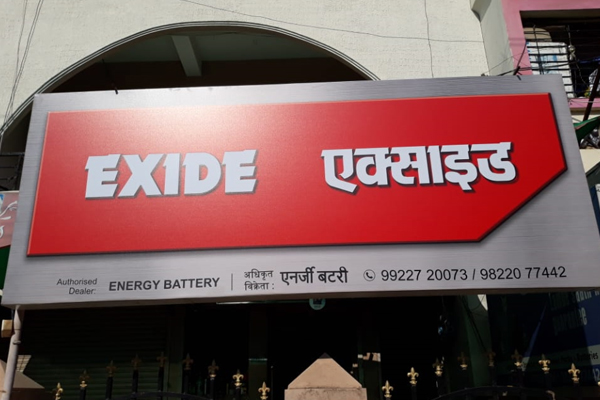 EXIDE एक्साइड
Authorised
Dealer:
ENERGY BATTERY
अधिकृत
विक्रेता :
एनर्जी बटरी
99227 20073 / 98220 77442